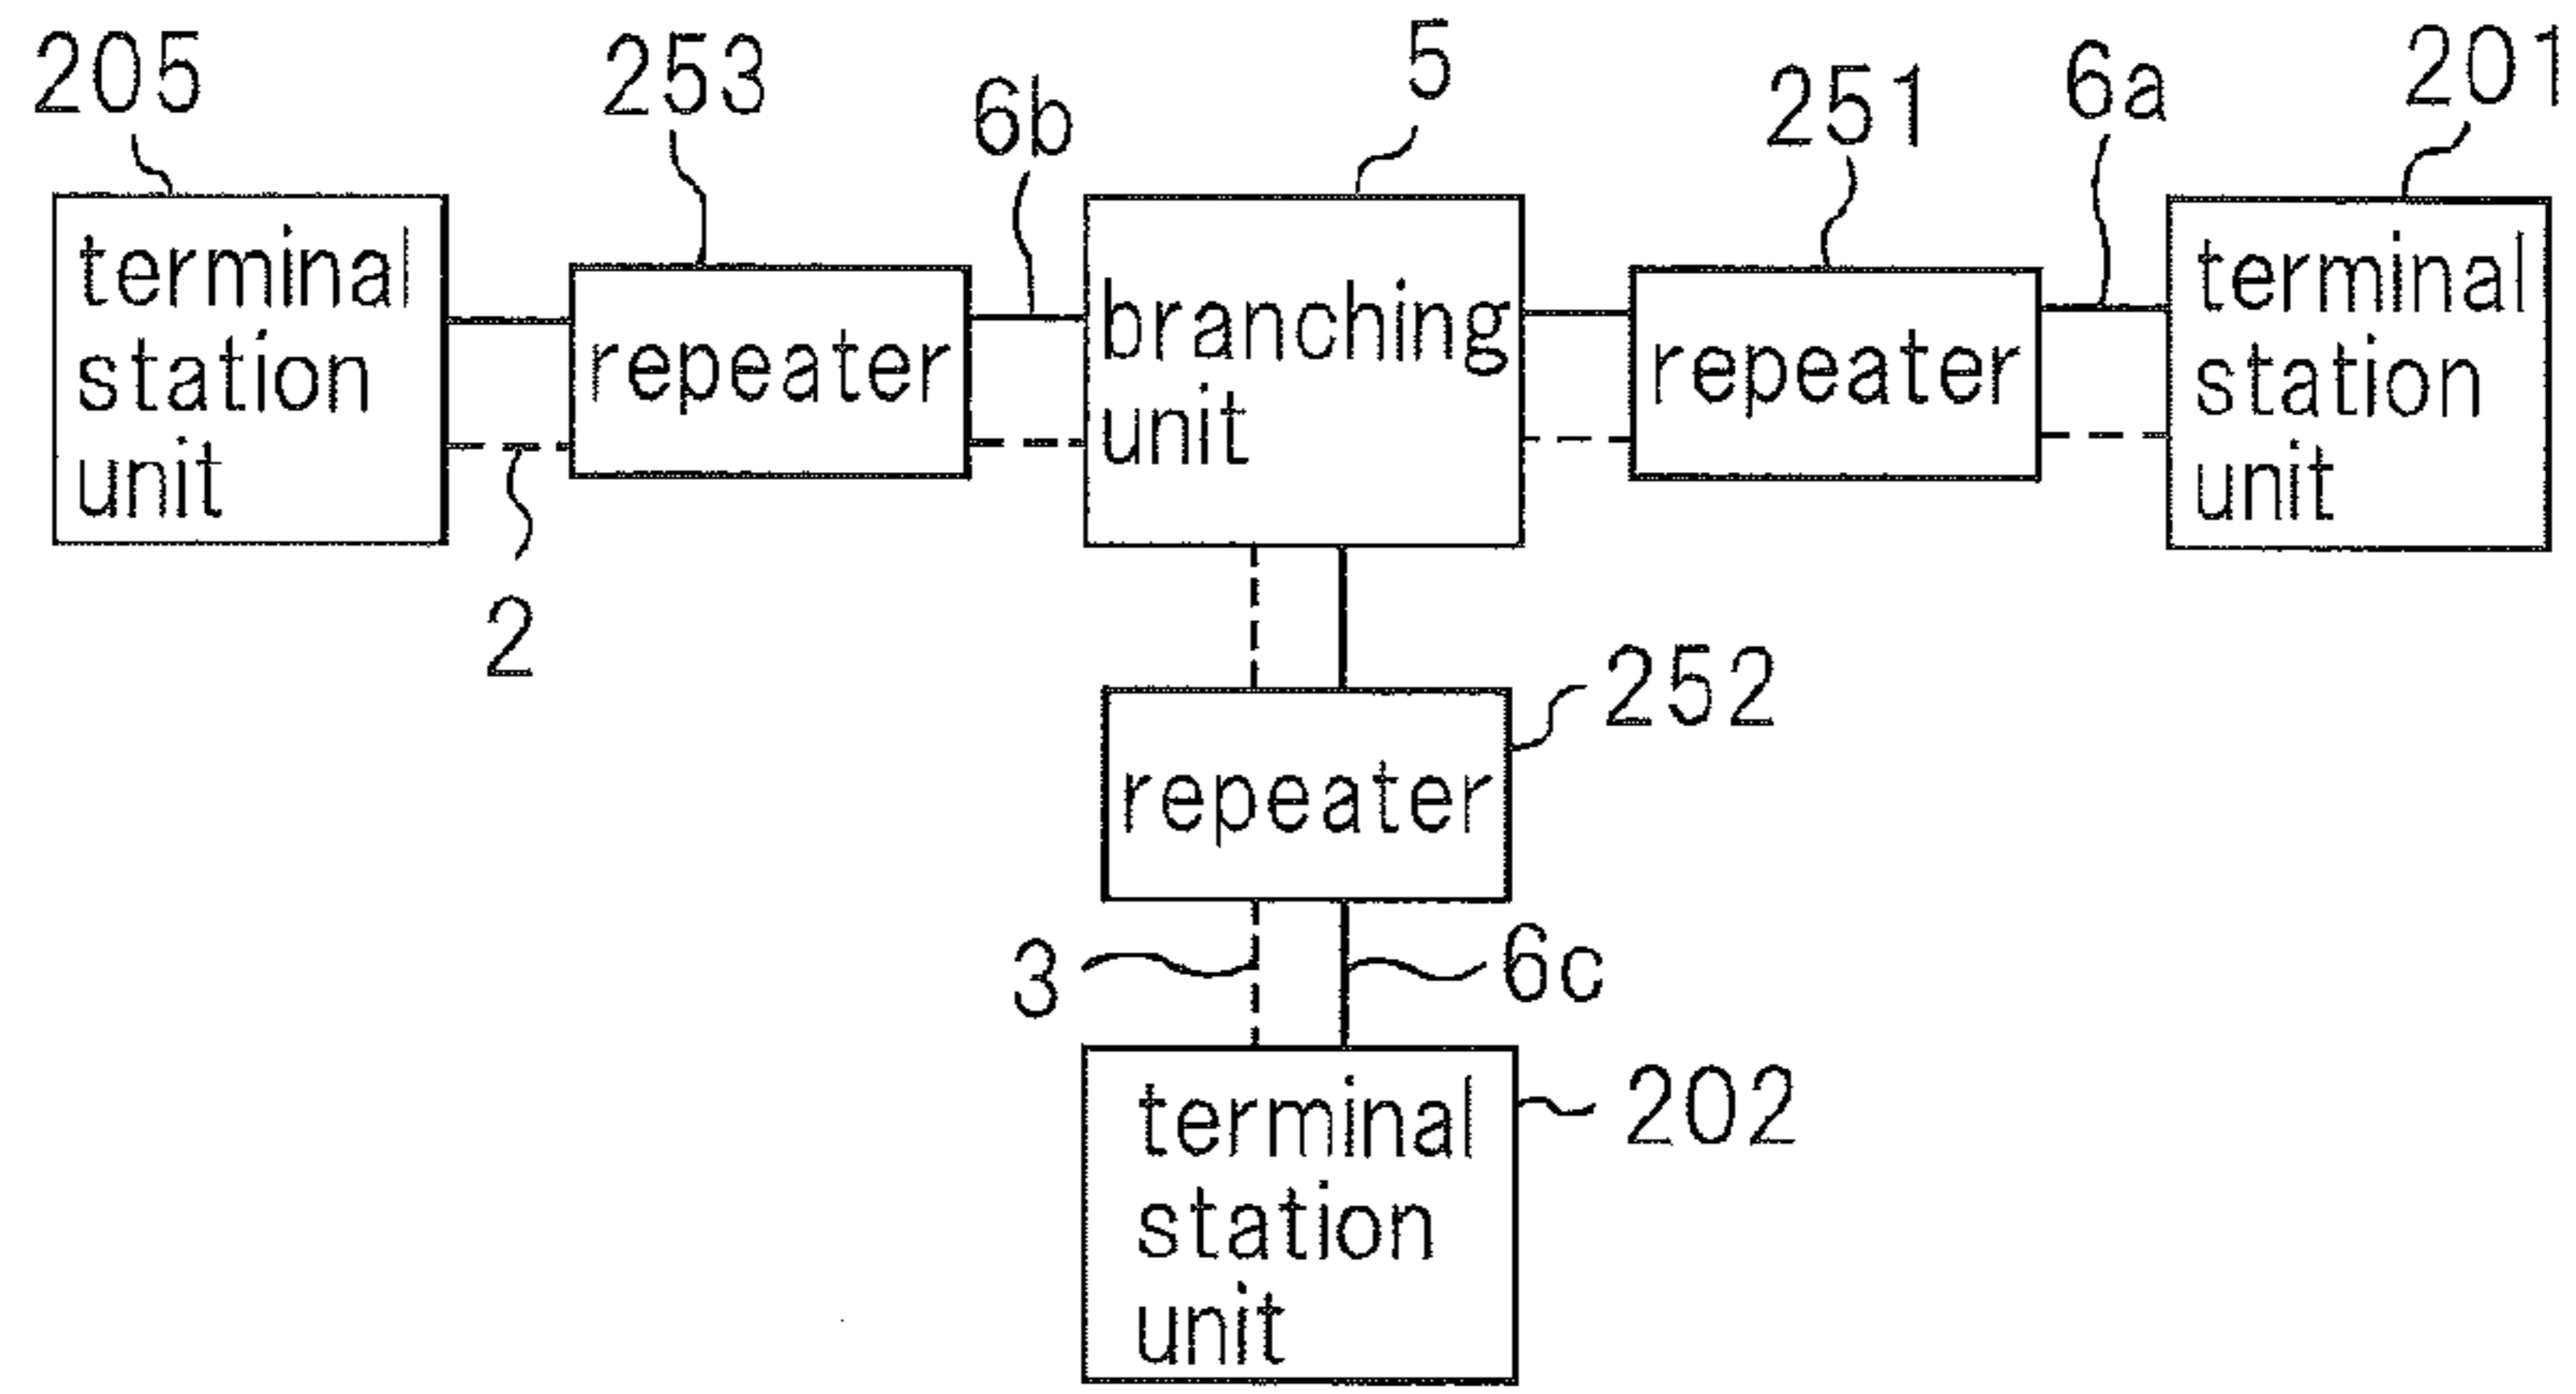 205
253
6b
5
251
6a
201
terminal
station
unit
repeater
branching
unit
repeater
terminal
station
unit
2
252
repeater
3
6c
202
terminal
station
unit